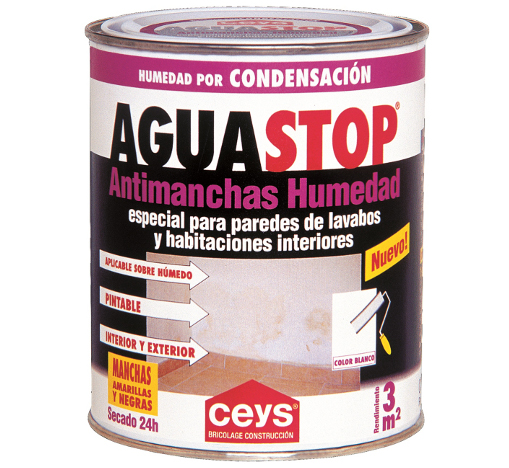 HUMEDAD POR CONDENSACIÓN
AGUASTOP®
Antimanchas Humedad
especial para paredes de lavabos
y habitaciones interiores
Nuevo!
APLICABLE SOBRE HÚMEDO
PINTABLE
INTERIOR Y EXTERIOR
COLOR BLANCO
MANCHAS
AMARILLAS
Y NEGRAS
Secado 24h
ceys®
BRICOLAGE CONSTRUCCIÓN
Rendimiento
3
m²